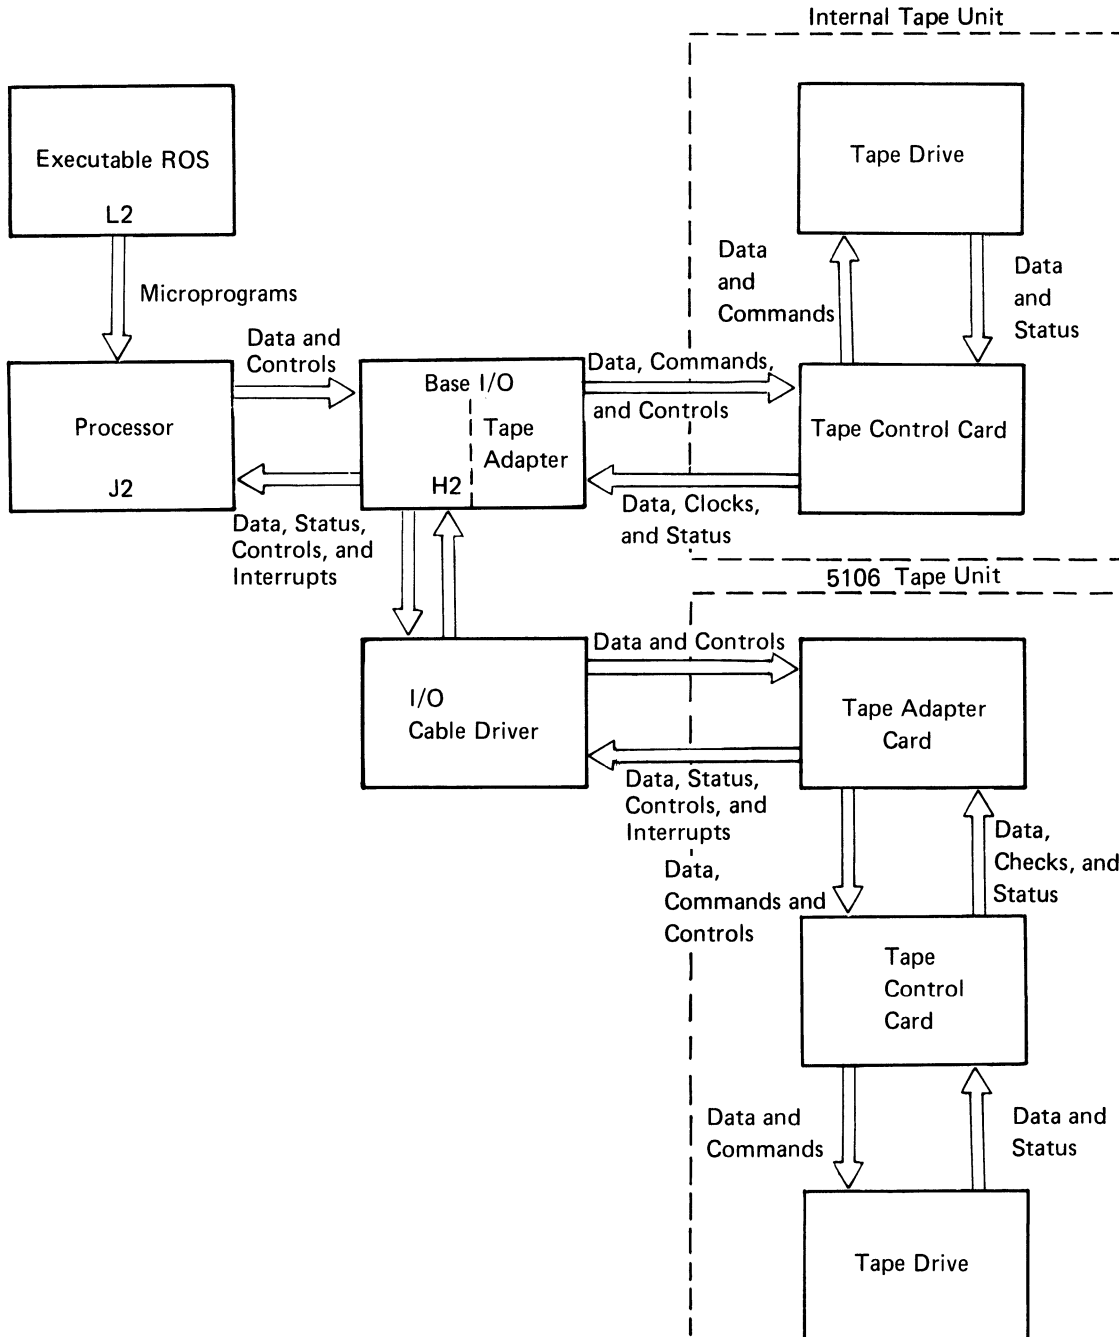 Internal Tape Unit
Executable ROS
L2
Tape Drive
Data
and
Commands
Data
and
Status
Microprograms
Data and
Controls
Processor
J2
Base I/O
Tape
Adapter
H2
Data, Commands,
and Controls
Tape Control Card
Data, Clocks,
and Status
Data, Status,
Controls, and
Interrupts
5106 Tape Unit
Data and Controls
I/O
Cable Driver
Tape Adapter
Card
Data, Status,
Controls, and
Interrupts
Data,
Commands and
Controls
Data,
Checks, and
Status
Tape
Control
Card
Data and
Commands
Data and
Status
Tape Drive